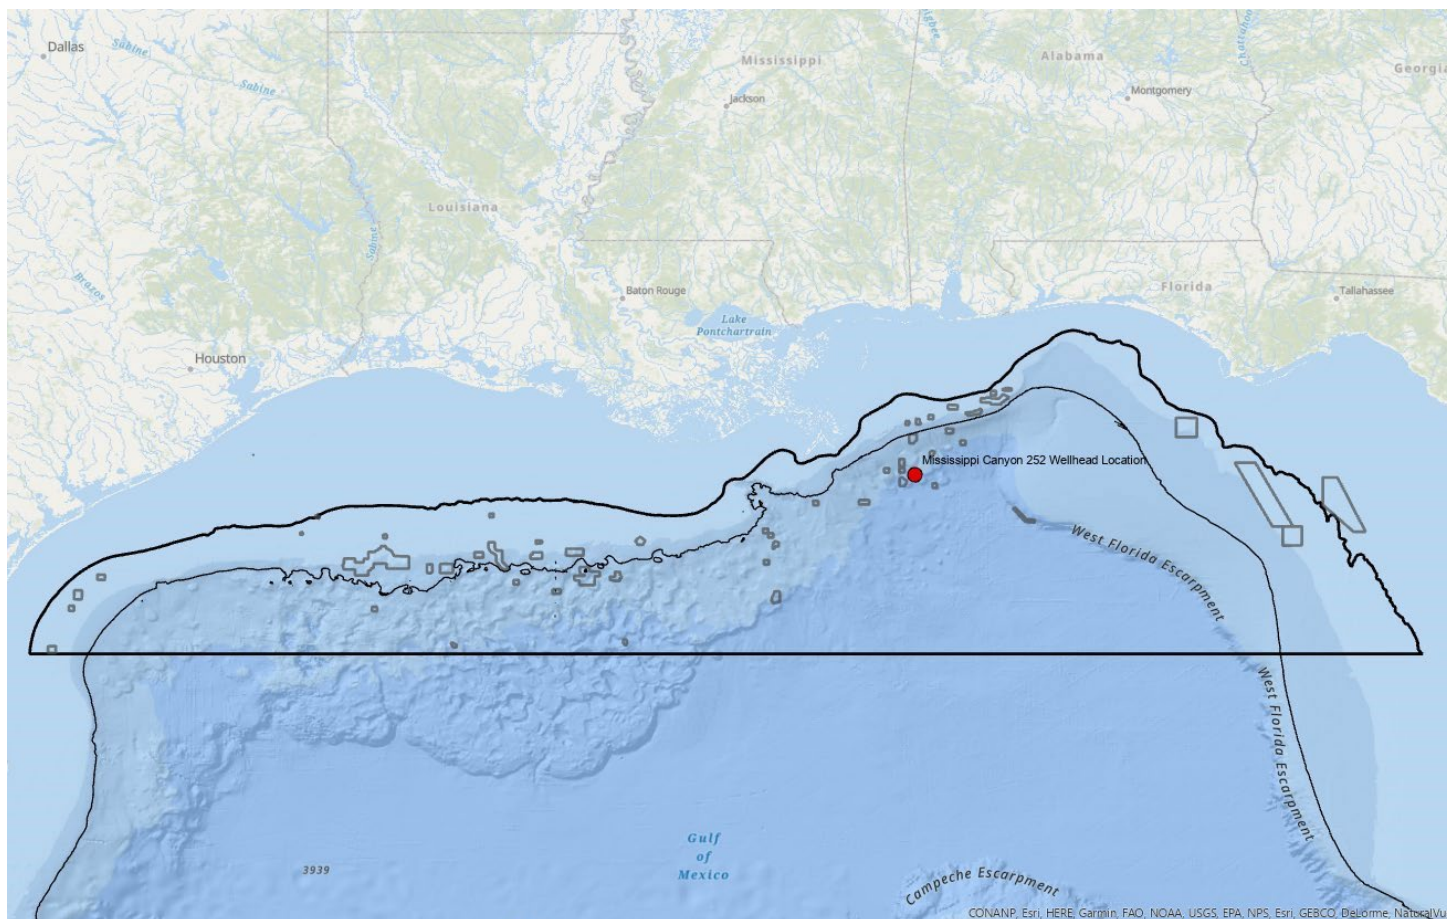 Dallas
Sabine
Sabine
Mississippi
Alabama
Georgia
Jackson
Montgomery
Louisiana
Sabine
Brazos
Baton Rouge
Lake
Pontchartrain
Florida
Tallahassee
Houston
Mississippi Canyon 252 Wellhead Location
West Florida Escarpment
West Florida Escarpment
Gulf
of
Mexico
3939
Campeche Escarpment
CONANP, Esri, HERE, Garmin, FAO, NOAA, USGS, EPA, NPS, Esri, GEBCO, DeLorme, NaturalVu